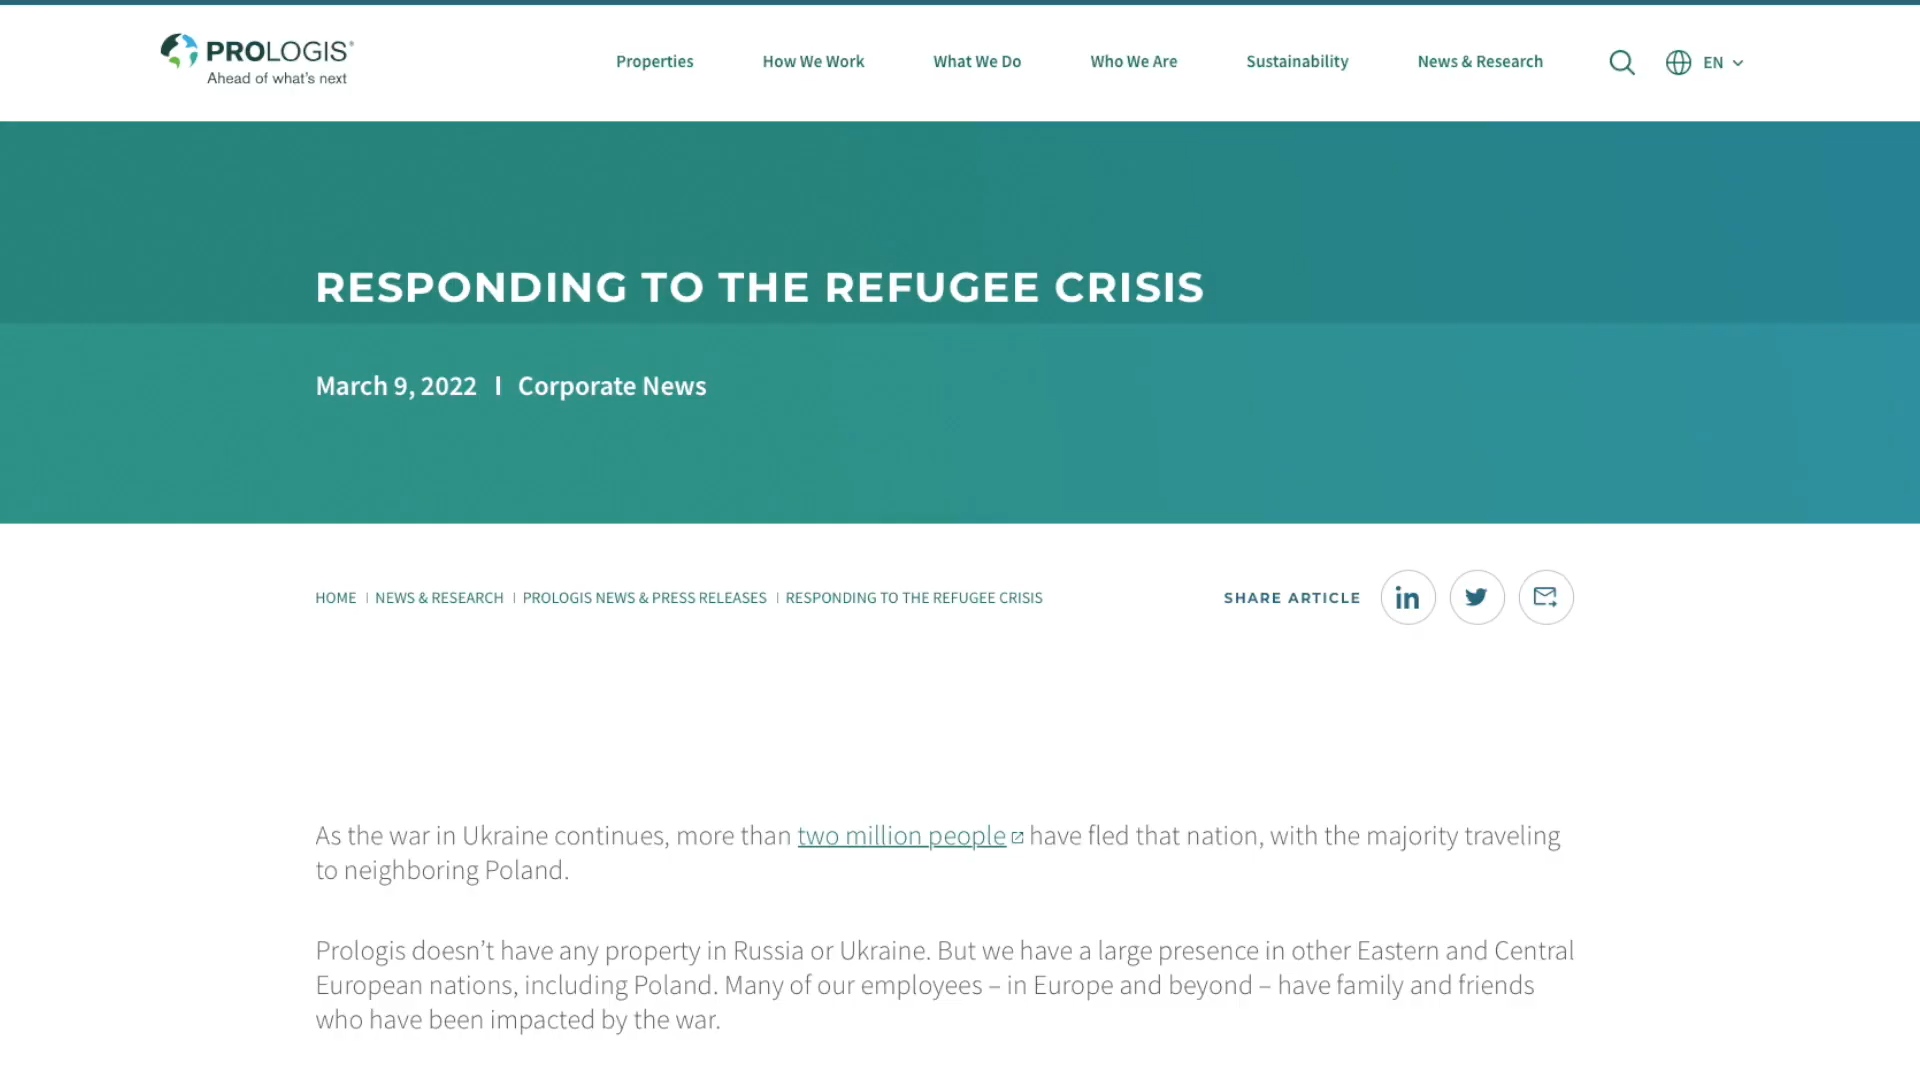 PROLOGIS®
Ahead of what's next
Properties
How We Work
What We Do
Who We Are
Sustainability
News & Research
EN
RESPONDING TO THE REFUGEE CRISIS
March 9, 2022 | Corporate News
HOME | NEWS & RESEARCH | PROLOGIS NEWS & PRESS RELEASES | RESPONDING TO THE REFUGEE CRISIS
SHARE ARTICLE
in
As the war in Ukraine continues, more than two million people have fled that nation, with the majority traveling
to neighboring Poland.
Prologis doesn’t have any property in Russia or Ukraine. But we have a large presence in other Eastern and Central
European nations, including Poland. Many of our employees – in Europe and beyond – have family and friends
who have been impacted by the war.